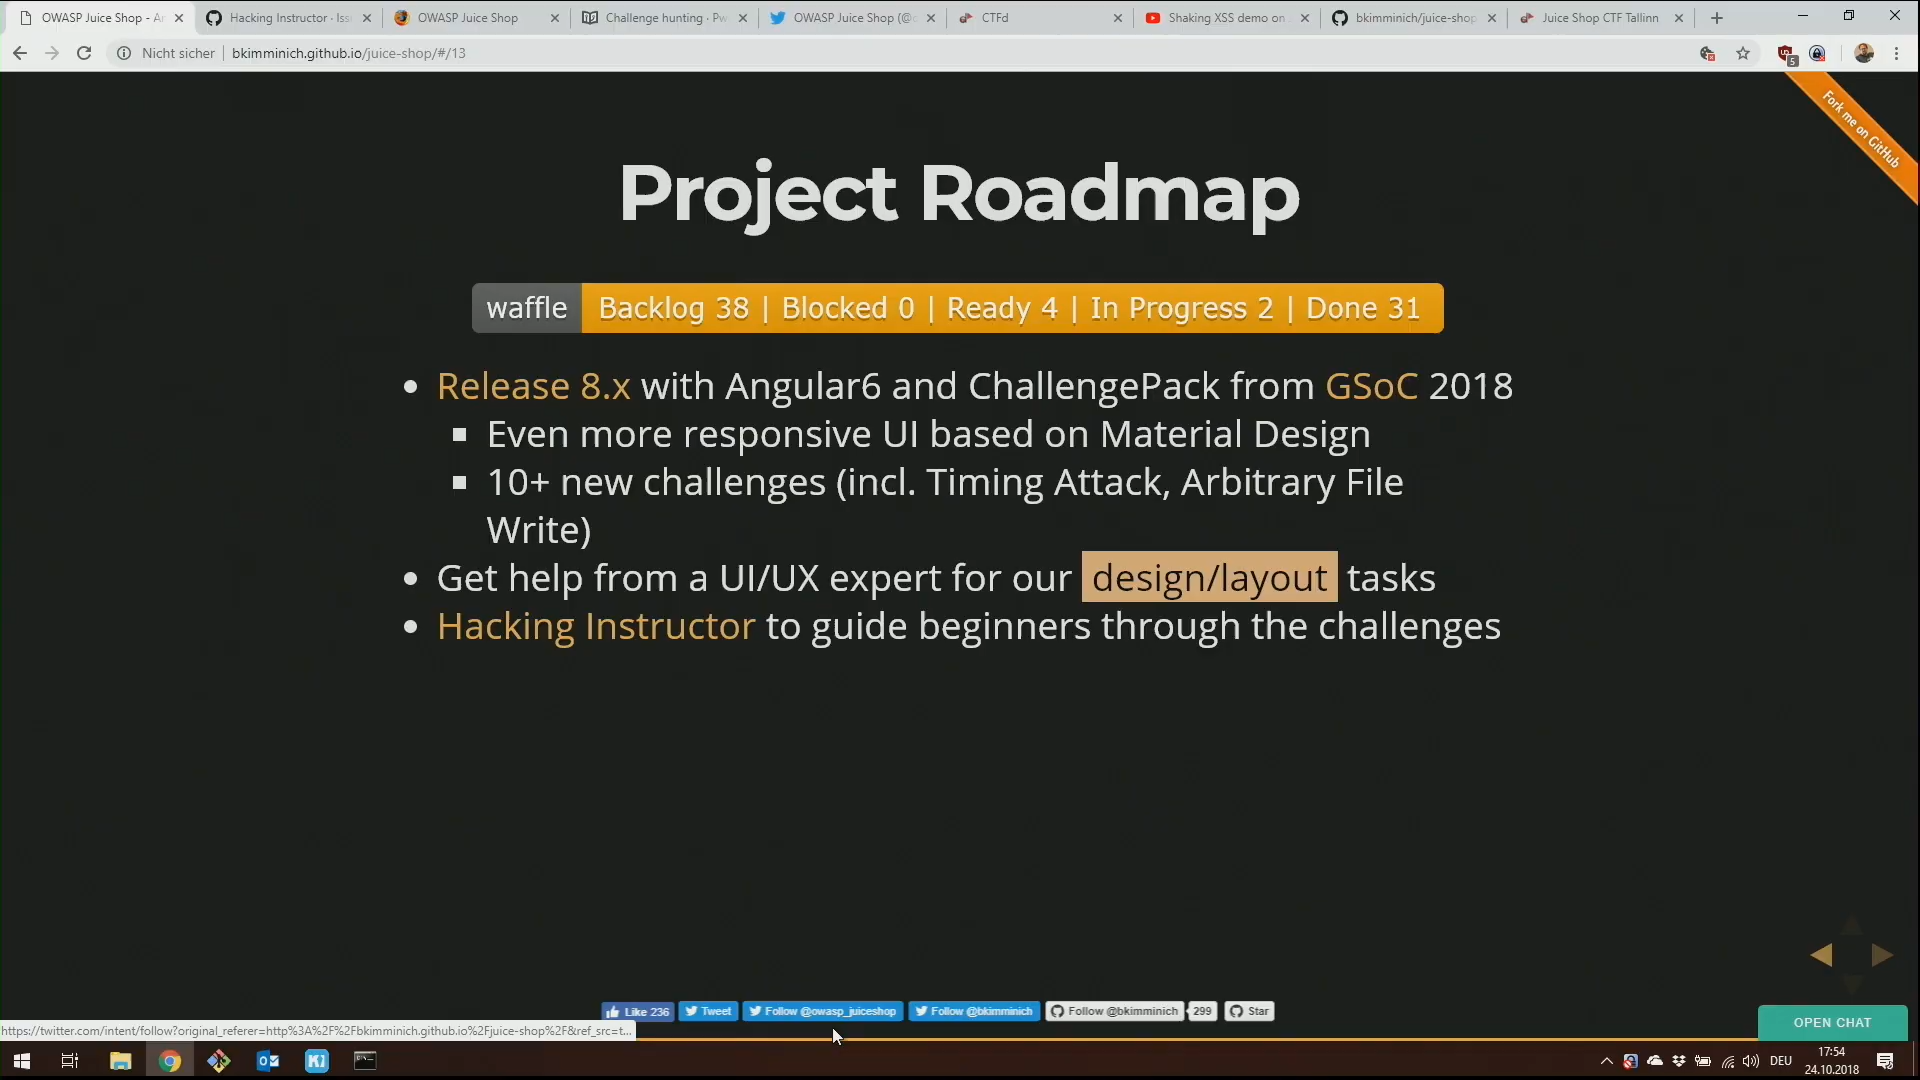 OWASP Juice Shop - Ar
Hacking Instructor · Iss
OWASP Juice Shop
Challenge hunting · Pw
OWASP Juice Shop (@o
CTFd
Shaking XSS demo on
bkimminich/juice-shop
Juice Shop CTF Tallinn
Nicht sicher
bkimminich.github.io/juice-shop/#/13
5
Fork me on GitHub
Project Roadmap
waffle Backlog 38 | Blocked 0 | Ready 4 | In Progress 2 | Done 31
Release 8.x with Angular6 and ChallengePack from GSoC 2018
Even more responsive UI based on Material Design
10+ new challenges (incl. Timing Attack, Arbitrary File
Write)
Get help from a UI/UX expert for our design/layout tasks
Hacking Instructor to guide beginners through the challenges
Like 236
Tweet
Follow @owasp_juiceshop
Follow @bkimminich
Follow @bkimminich
299
Star
https://twitter.com/intent/follow?original_referer=http%3A%2F%2Fbkimminich.github.io%2Fjuice-shop%2F&ref_src=t...
OPEN CHAT
DEU
17:54
24.10.2018